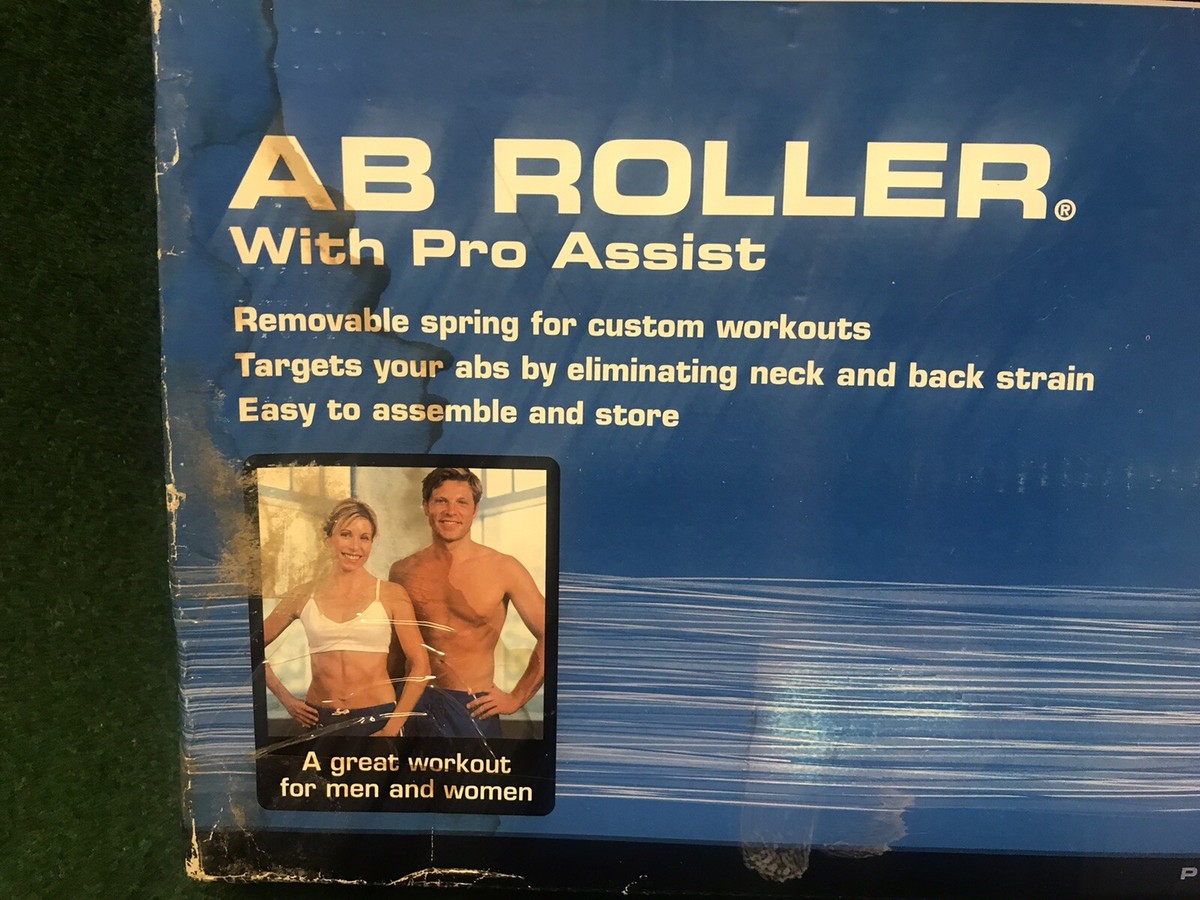 AB ROLLER®
With Pro Assist
Removable spring for custom workouts
Targets your abs by eliminating neck and back strain
Easy to assemble and store
A great workout
for men and women